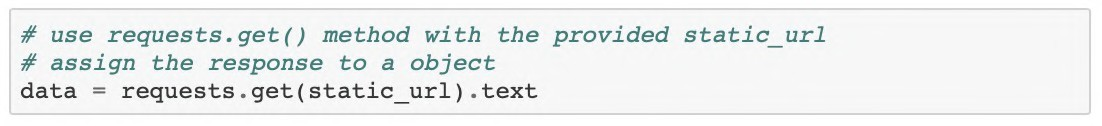 # use requests.get() method with the provided static_url
# assign the response to a object
data = requests.get(static_url).text